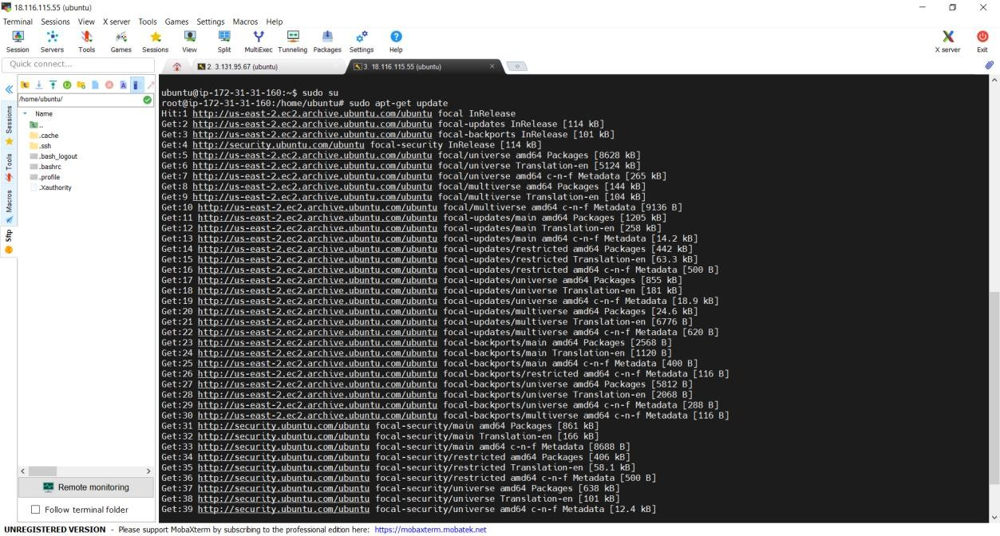 18.116.115.55 (ubuntu)
Terminal Sessions View X server Tools Games Settings Macros Help
Session Servers Tools Games Sessions View Split MultiExec Tunneling Packages Settings Help X server Exit
Quick connect...
2. 3.131.95.67 (ubuntu)
3. 18.116.115.55 (ubuntu)
/home/ubuntu/
Name
..
.cache
.ssh
.bash_logout
.bashrc
.profile
.Xauthority
Sessions
Tools
Macros
Sftp
Remote monitoring
Follow terminal folder
ubuntu@ip-172-31-31-160:~$ sudo su
root@ip-172-31-31-160:/home/ubuntu# sudo apt-get update
Hit:1 http://us-east-2.ec2.archive.ubuntu.com/ubuntu focal InRelease
Get:2 http://us-east-2.ec2.archive.ubuntu.com/ubuntu focal-updates InRelease [114 kB]
Get:3 http://us-east-2.ec2.archive.ubuntu.com/ubuntu focal-backports InRelease [101 kB]
Get:4 http://security.ubuntu.com/ubuntu focal-security InRelease [114 kB]
Get:5 http://us-east-2.ec2.archive.ubuntu.com/ubuntu focal/universe amd64 Packages [8628 kB]
Get:6 http://us-east-2.ec2.archive.ubuntu.com/ubuntu focal/universe Translation-en [5124 kB]
Get:7 http://us-east-2.ec2.archive.ubuntu.com/ubuntu focal/universe amd64 c-n-f Metadata [265 kB]
Get:8 http://us-east-2.ec2.archive.ubuntu.com/ubuntu focal/multiverse amd64 Packages [144 kB]
Get:9 http://us-east-2.ec2.archive.ubuntu.com/ubuntu focal/multiverse Translation-en [104 kB]
Get:10 http://us-east-2.ec2.archive.ubuntu.com/ubuntu focal/multiverse amd64 c-n-f Metadata [9136 B]
Get:11 http://us-east-2.ec2.archive.ubuntu.com/ubuntu focal-updates/main amd64 Packages [1205 kB]
Get:12 http://us-east-2.ec2.archive.ubuntu.com/ubuntu focal-updates/main Translation-en [258 kB]
Get:13 http://us-east-2.ec2.archive.ubuntu.com/ubuntu focal-updates/main amd64 c-n-f Metadata [14.2 kB]
Get:14 http://us-east-2.ec2.archive.ubuntu.com/ubuntu focal-updates/restricted amd64 Packages [442 kB]
Get:15 http://us-east-2.ec2.archive.ubuntu.com/ubuntu focal-updates/restricted Translation-en [63.3 kB]
Get:16 http://us-east-2.ec2.archive.ubuntu.com/ubuntu focal-updates/restricted amd64 c-n-f Metadata [500 B]
Get:17 http://us-east-2.ec2.archive.ubuntu.com/ubuntu focal-updates/universe amd64 Packages [855 kB]
Get:18 http://us-east-2.ec2.archive.ubuntu.com/ubuntu focal-updates/universe Translation-en [181 kB]
Get:19 http://us-east-2.ec2.archive.ubuntu.com/ubuntu focal-updates/universe amd64 c-n-f Metadata [18.9 kB]
Get:20 http://us-east-2.ec2.archive.ubuntu.com/ubuntu focal-updates/multiverse amd64 Packages [24.6 kB]
Get:21 http://us-east-2.ec2.archive.ubuntu.com/ubuntu focal-updates/multiverse Translation-en [6776 B]
Get:22 http://us-east-2.ec2.archive.ubuntu.com/ubuntu focal-updates/multiverse amd64 c-n-f Metadata [620 B]
Get:23 http://us-east-2.ec2.archive.ubuntu.com/ubuntu focal-backports/main amd64 Packages [2568 B]
Get:24 http://us-east-2.ec2.archive.ubuntu.com/ubuntu focal-backports/main Translation-en [1120 B]
Get:25 http://us-east-2.ec2.archive.ubuntu.com/ubuntu focal-backports/main amd64 c-n-f Metadata [400 B]
Get:26 http://us-east-2.ec2.archive.ubuntu.com/ubuntu focal-backports/restricted amd64 c-n-f Metadata [116 B]
Get:27 http://us-east-2.ec2.archive.ubuntu.com/ubuntu focal-backports/universe amd64 Packages [5812 B]
Get:28 http://us-east-2.ec2.archive.ubuntu.com/ubuntu focal-backports/universe Translation-en [2068 B]
Get:29 http://us-east-2.ec2.archive.ubuntu.com/ubuntu focal-backports/universe amd64 c-n-f Metadata [288 B]
Get:30 http://us-east-2.ec2.archive.ubuntu.com/ubuntu focal-backports/multiverse amd64 c-n-f Metadata [116 B]
Get:31 http://security.ubuntu.com/ubuntu focal-security/main amd64 Packages [861 kB]
Get:32 http://security.ubuntu.com/ubuntu focal-security/main Translation-en [166 kB]
Get:33 http://security.ubuntu.com/ubuntu focal-security/main amd64 c-n-f Metadata [8688 B]
Get:34 http://security.ubuntu.com/ubuntu focal-security/restricted amd64 Packages [406 kB]
Get:35 http://security.ubuntu.com/ubuntu focal-security/restricted Translation-en [58.1 kB]
Get:36 http://security.ubuntu.com/ubuntu focal-security/restricted amd64 c-n-f Metadata [500 B]
Get:37 http://security.ubuntu.com/ubuntu focal-security/universe amd64 Packages [638 kB]
Get:38 http://security.ubuntu.com/ubuntu focal-security/universe Translation-en [101 kB]
Get:39 http://security.ubuntu.com/ubuntu focal-security/universe amd64 c-n-f Metadata [12.4 kB]
UNREGISTERED VERSION - Please support MobaXterm by subscribing to the professional edition here: https://mobaxterm.mobatek.net